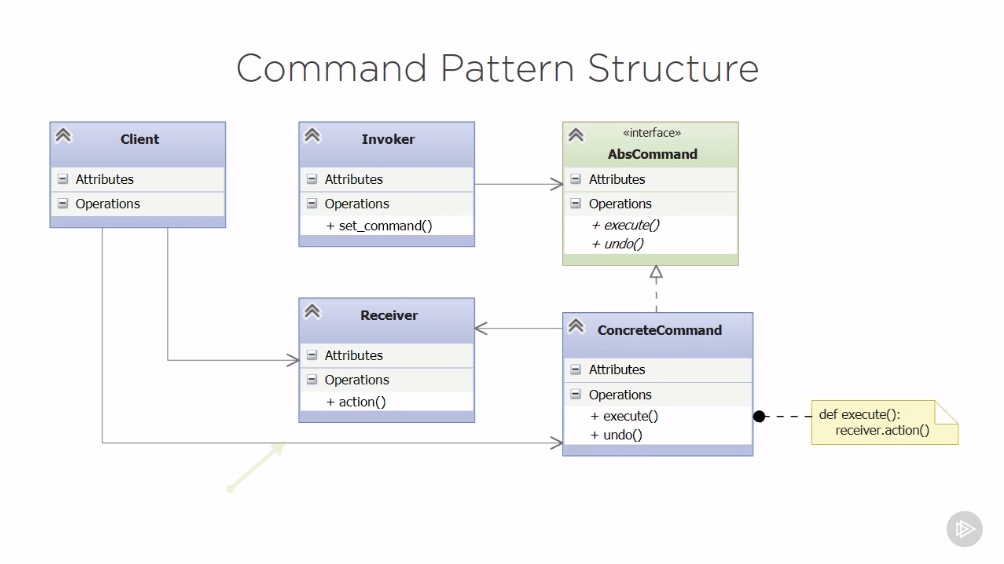 Command Pattern Structure
Client
Attributes
Operations
Invoker
Attributes
Operations
+ set_command()
«interface»
AbsCommand
Attributes
Operations
+ execute()
+ undo()
Receiver
Attributes
Operations
+ action()
ConcreteCommand
Attributes
Operations
+ execute()
+ undo()
def execute():
receiver.action()